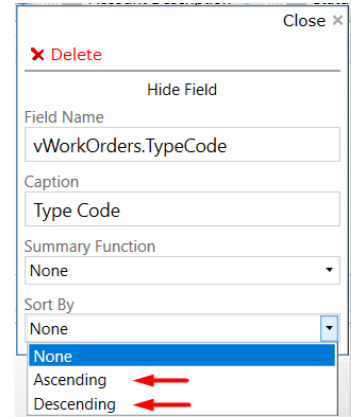 Close ×
Delete
Hide Field
Field Name
vWorkOrders.TypeCode
Caption
Type Code
Summary Function
None
Sort By
None
None
Ascending
Descending